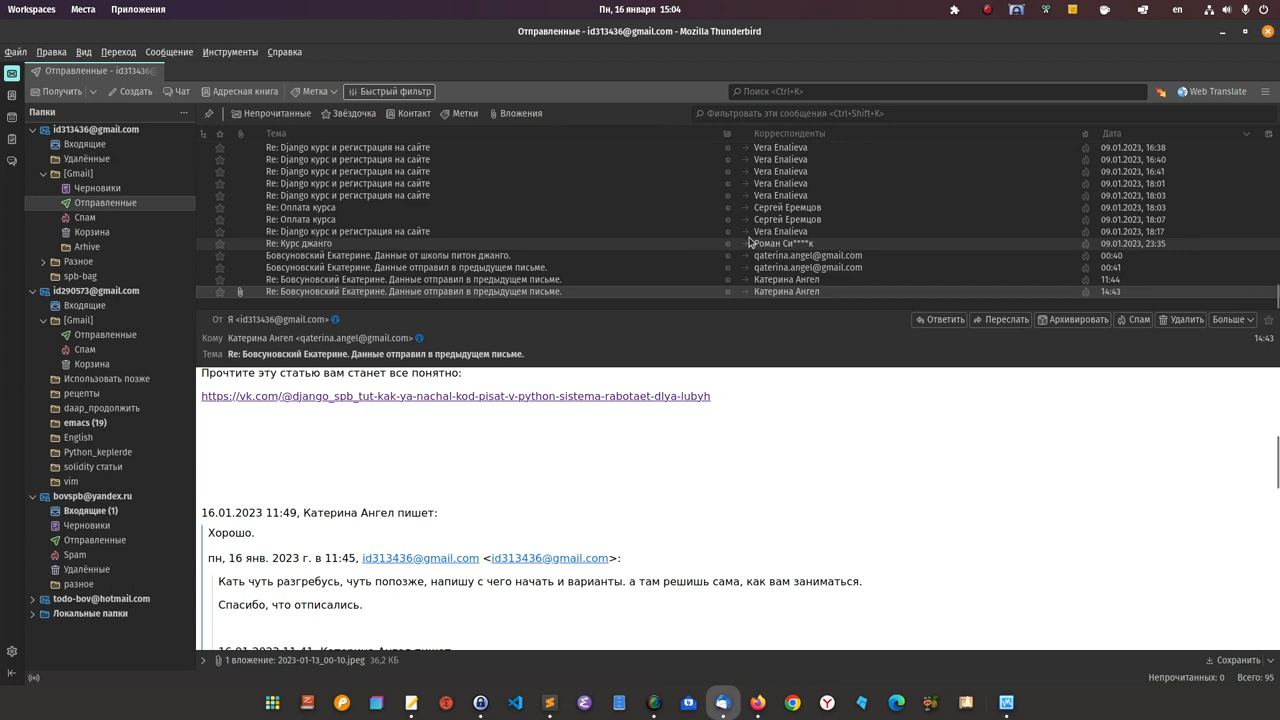 Workspaces Места Приложения Пн, 16 января 15:04 en
Отправленные - id313436@gmail.com - Mozilla Thunderbird
Файл Правка Вид Переход Сообщение Инструменты Справка
Отправленные - id313436@g
Получить Создать Чат Адресная книга Метка Быстрый фильтр Поиск <Ctrl+K> Web Translate
Папки
Непрочитанные Звёздочка Контакт Метки Вложения Фильтровать эти сообщения <Ctrl+Shift+K>
Тема Корреспонденты Дата
Re: Django курс и регистрация на сайте Vera Enalieva 09.01.2023, 16:38
Re: Django курс и регистрация на сайте Vera Enalieva 09.01.2023, 16:40
Re: Django курс и регистрация на сайте Vera Enalieva 09.01.2023, 16:41
Re: Django курс и регистрация на сайте Vera Enalieva 09.01.2023, 18:01
Re: Django курс и регистрация на сайте Vera Enalieva 09.01.2023, 18:03
Re: Оплата курса Сергей Еремцов 09.01.2023, 18:03
Re: Оплата курса Сергей Еремцов 09.01.2023, 18:07
Re: Django курс и регистрация на сайте Vera Enalieva 09.01.2023, 18:17
Re: Курс джанго Роман Си****к 09.01.2023, 23:35
Бовсуновский Екатерине. Данные от школы питон джанго. qaterina.angel@gmail.com 00:40
Бовсуновский Екатерине. Данные отправил в предыдущем письме. qaterina.angel@gmail.com 00:41
Re: Бовсуновский Екатерине. Данные отправил в предыдущем письме. Катерина Ангел 11:44
Re: Бовсуновский Екатерине. Данные отправил в предыдущем письме. Катерина Ангел 14:43
id313436@gmail.com
Входящие
Удалённые
[Gmail]
Черновики
Отправленные
Спам
Корзина
Arhive
Разное
spb-bag
id290573@gmail.com
Входящие
[Gmail]
Отправленные
Спам
Корзина
Использовать позже
рецепты
daap_продолжить
emacs (19)
English
Python_keplerde
solidity статьи
vim
bovspb@yandex.ru
Входящие (1)
Черновики
Отправленные
Spam
Удалённые
разное
todo-bov@hotmail.com
Локальные папки
От Я <id313436@gmail.com> Ответить Переслать Архивировать Спам Удалить Больше
Кому Катерина Ангел <qaterina.angel@gmail.com> 14:43
Тема Re: Бовсуновский Екатерине. Данные отправил в предыдущем письме.
Прочтите эту статью вам станет все понятно:
https://vk.com/@django_spb_tut-kak-ya-nachal-kod-pisat-v-python-sistema-rabotaet-dlya-lubyh
16.01.2023 11:49, Катерина Ангел пишет:
Хорошо.
пн, 16 янв. 2023 г. в 11:45, id313436@gmail.com <id313436@gmail.com>:
Кать чуть разгребусь, чуть попозже, напишу с чего начать и варианты. а там решишь сама, как вам заниматься.
Спасибо, что отписались.
16.01.2023 11:41, Катерина Ангел пишет:
1 вложение: 2023-01-13_00-10.jpeg 36,2 КБ Сохранить
Непрочитанных: 0 Всего: 95